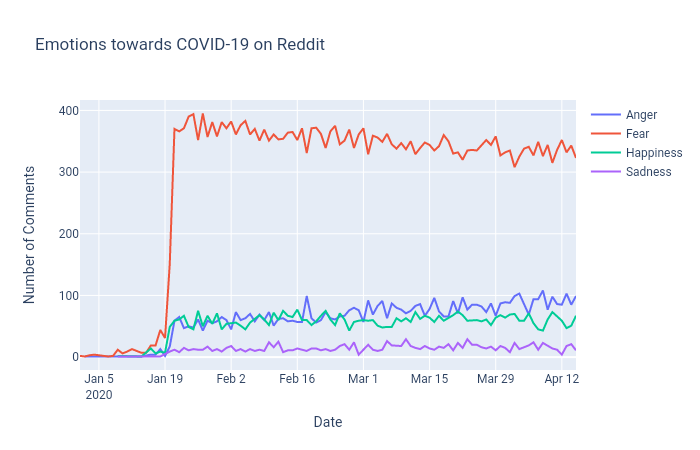 Emotions towards COVID-19 on Reddit
Anger
Fear
Happiness
Sadness
400
300
200
100
0
Number of Comments
Jan 5
2020
Jan 19
Feb 2
Feb 16
Mar 1
Mar 15
Mar 29
Apr 12
Date